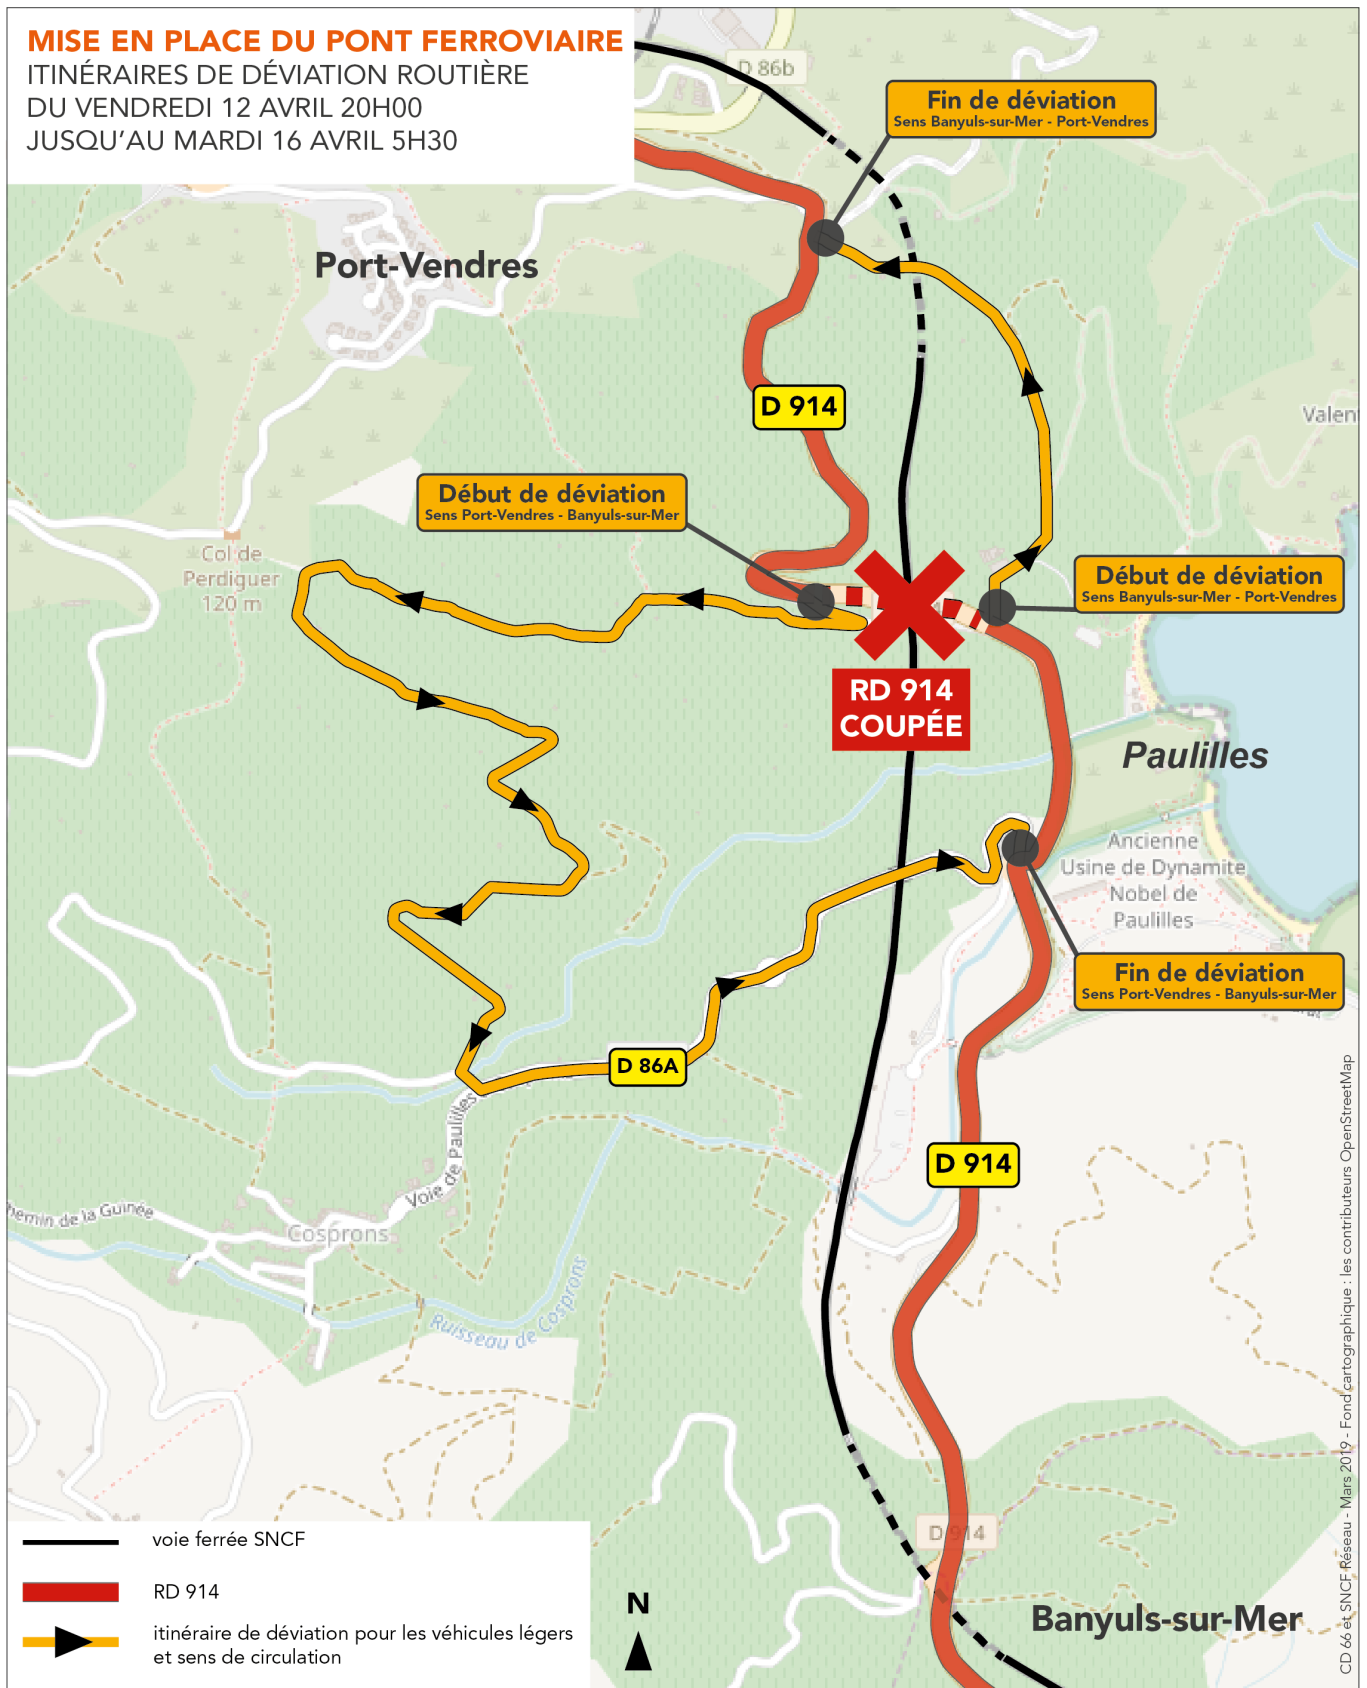 MISE EN PLACE DU PONT FERROVIAIRE
ITINÉRAIRES DE DÉVIATION ROUTIÈRE
DU VENDREDI 12 AVRIL 20H00
JUSQU'AU MARDI 16 AVRIL 5H30
D 86b
Fin de déviation
Sens Banyuls-sur-Mer - Port-Vendres
Port-Vendres
D 914
Valen
Début de déviation
Sens Port-Vendres - Banyuls-sur-Mer
Col de
Perdiguer
120 m
Début de déviation
Sens Banyuls-sur-Mer - Port-Vendres
RD 914
COUPÉE
Paulilles
Ancienne
Usine de Dynamite
Nobel de
Paulilles
Fin de déviation
Sens Port-Vendres - Banyuls-sur-Mer
D 86A
Voie de Paulilles
D 914
hemin de la Guinée
Cosprons
Ruisseau de Cosprons
D 914
Banyuls-sur-Mer
N
voie ferrée SNCF
RD 914
itinéraire de déviation pour les véhicules légers
et sens de circulation
CD 66 et SNCF Réseau - Mars 2019 - Fond cartographique : les contributeurs OpenStreetMap